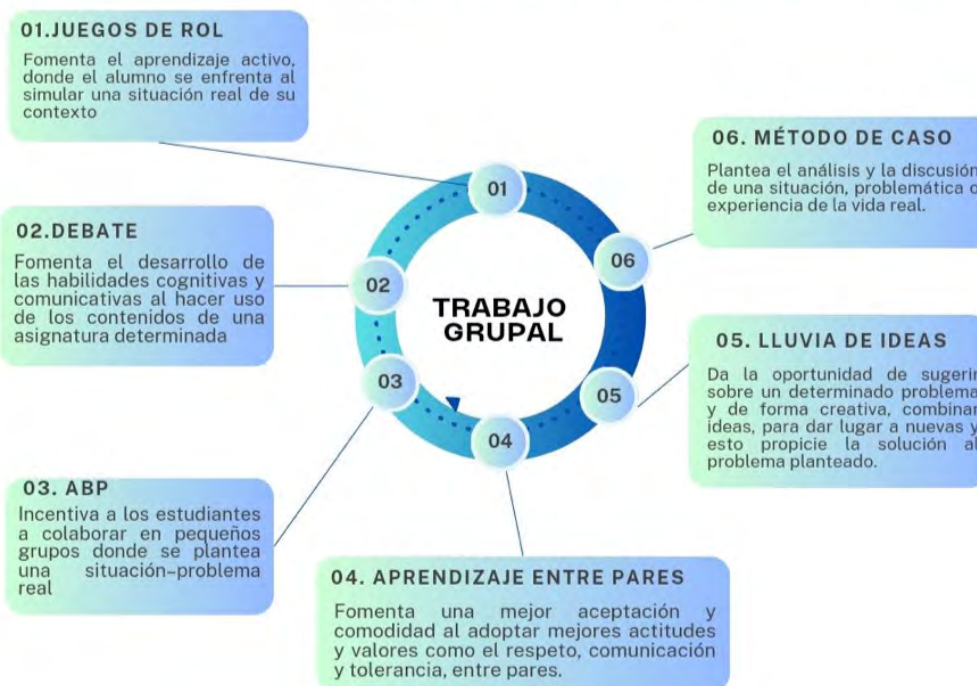 01.JUEGOS DE ROL
Fomenta el aprendizaje activo,
donde el alumno se enfrenta al
simular una situación real de su
contexto
02.DEBATE
Fomenta el desarrollo de
las habilidades cognitivas y
comunicativas al hacer uso
de los contenidos de una
asignatura determinada
03. ABP
Incentiva a los estudiantes
a colaborar en pequeños
grupos donde se plantea
una situación–problema
real
04. APRENDIZAJE ENTRE PARES
Fomenta una mejor aceptación y
comodidad al adoptar mejores actitudes
y valores como el respeto, comunicación
y tolerancia, entre pares.
05. LLUVIA DE IDEAS
Da la oportunidad de sugerir
sobre un determinado problema
y de forma creativa, combinar
ideas, para dar lugar a nuevas y
esto propicie la solución al
problema planteado.
06. MÉTODO DE CASO
Plantea el análisis y la discusión
de una situación, problemática o
experiencia de la vida real.
TRABAJO
GRUPAL
01
02
03
04
05
06